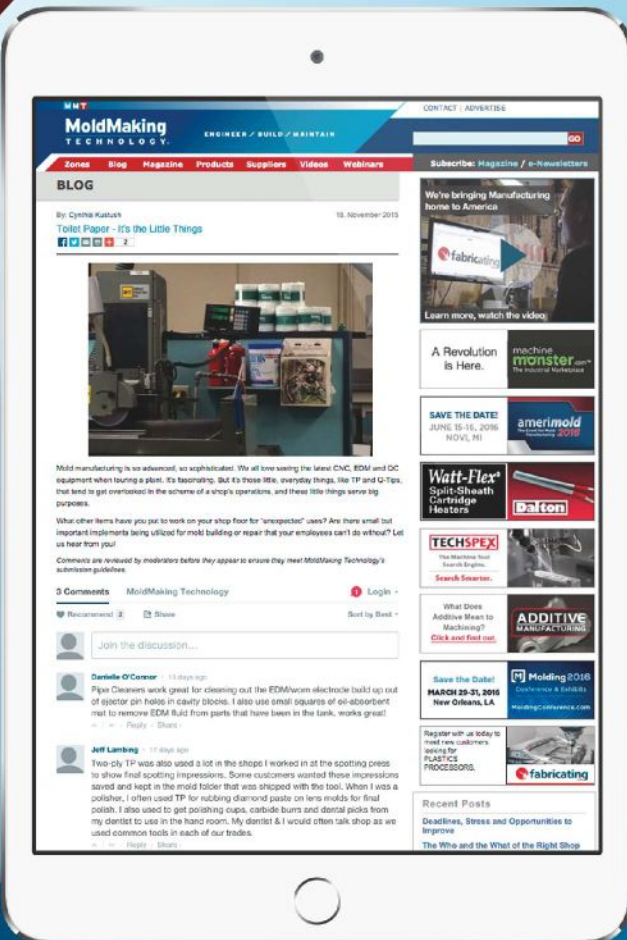 MMT
MoldMaking
TECHNOLOGY.
ENGINEER / BUILD / MAINTAIN
CONTACT | ADVERTISE
GO
Zones Blog Magazine Products Suppliers Videos Webinars
Subscribe: Magazine / e-Newsletters
BLOG
By: Cynthia Kustush
18. November 2015
Toilet Paper - It's the Little Things
2
Mold manufacturing is so advanced, so sophisticated. We all love seeing the latest CNC, EDM and QC
equipment when touring a plant. It's fascinating. But it's those little, everyday things, like TP and Q-Tips,
that tend to get overlooked in the scheme of a shop's operations, and these little things serve big
purposes.
What other items have you put to work on your shop floor for "unexpected" uses? Are there small but
important implements being utilized for mold building or repair that your employees can't do without? Let
us hear from you!
Comments are reviewed by moderators before they appear to ensure they meet MoldMaking Technology's
submission guidelines.
3 Comments MoldMaking Technology
1 Login
Recommend 2 Share
Sort by Best
Join the discussion...
Danielle O'Connor · 13 days ago
Pipe Cleaners work great for cleaning out the EDM/worn electrode build up out
of ejector pin holes in cavity blocks. I also use small squares of oil-absorbent
mat to remove EDM fluid from parts that have been in the tank. works great!
Reply · Share ›
Jeff Lambing · 17 days ago
Two-ply TP was also used a lot in the shops I worked in at the spotting press
to show final spotting impressions. Some customers wanted these impressions
saved and kept in the mold folder that was shipped with the tool. When I was a
polisher, I often used TP for rubbing diamond paste on lens molds for final
polish. I also used to get polishing cups, carbide burrs and dental picks from
my dentist to use in the hand room. My dentist & I would often talk shop as we
used common tools in each of our trades.
Reply · Share ›
We're bringing Manufacturing
home to America
fabricating
Learn more, watch the video
A Revolution
is Here.
machine
monster.com
The Industrial Marketplace
SAVE THE DATE!
JUNE 15-16, 2016
NOVI, MI
amerimold
2016
Watt-Flex®
Split-Sheath
Cartridge
Heaters
Dalton
TECHSPEX
The Machine Tool
Search Engine.
Search Smarter.
What Does
Additive Mean to
Machining?
Click and find out.
ADDITIVE
MANUFACTURING
Save the Date!
MARCH 29-31, 2016
New Orleans, LA
Molding 2016
Conference & Exhibits
MoldingConference.com
Register with us today to
meet new customers
looking for
PLASTICS
PROCESSORS.
fabricating
Recent Posts
Deadlines, Stress and Opportunities to
Improve
The Who and the What of the Right Shop